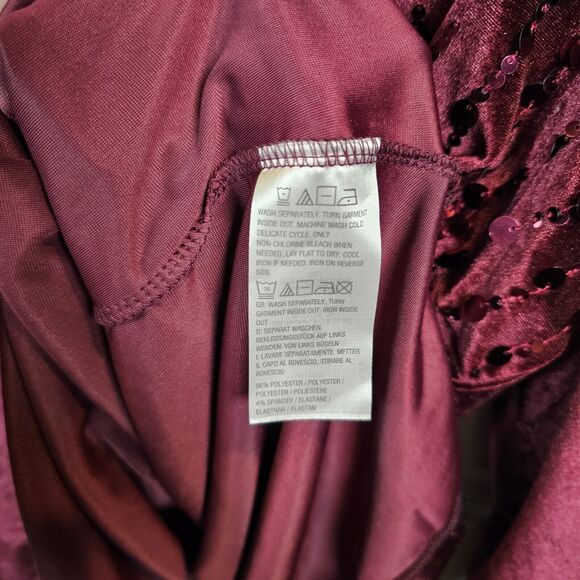 WASH SEPARATELY. TURN GARMENT
INSIDE OUT. MACHINE WASH COLD
DELICATE CYCLE. ONLY
NON-CHLORINE BLEACH WHEN
NEEDED. LAY FLAT TO DRY. COOL
IRON IF NEEDED. IRON ON REVERSE
SIDE
30
GB: WASH SEPARATELY. TURN
GARMENT INSIDE OUT. IRON INSIDE
OUT
D: SEPARAT WASCHEN.
BEKLEIDUNGSSTÜCK AUF LINKS
WENDEN: VON LINKS BÜGELN
I: LAVARE SEPARATAMENTE. METTER
IL CAPO AL ROVESCIO. STIRARE AL
ROVESCIO
90% POLYESTER / POLYESTER /
POLYESTER / POLIESTERE
4% SPANDEX / ELASTANE /
ELASTHAN / ELASTAN